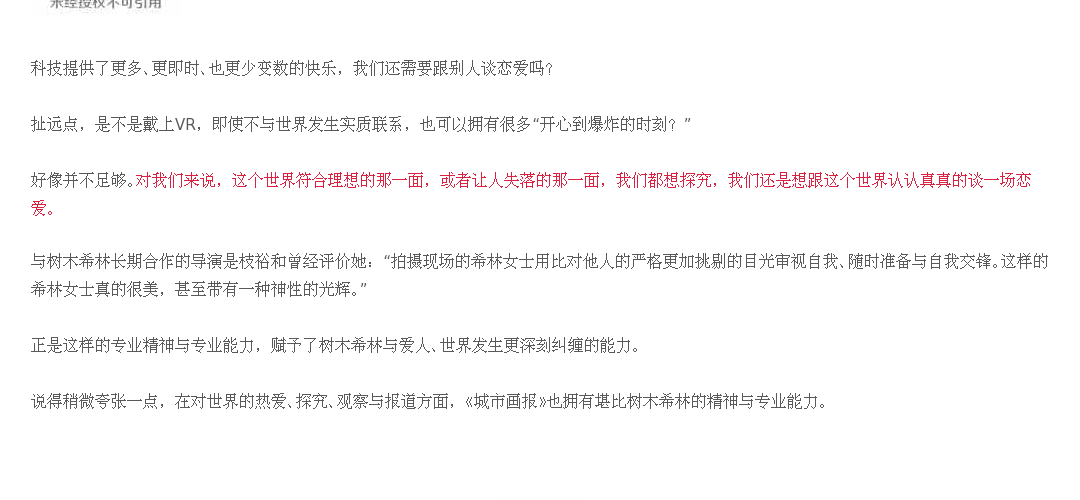 未经授权不可引用
科技提供了更多、更即时、也更少变数的快乐，我们还需要跟别人谈恋爱吗？
扯远点，是不是戴上VR，即使不与世界发生实质联系，也可以拥有很多“开心到爆炸的时刻？”
好像并不足够。对我们来说，这个世界符合理想的那一面，或者让人失落的那一面，我们都想探究，我们还是想跟这个世界认认真真的谈一场恋
爱。
与树木希林长期合作的导演是枝裕和曾经评价她：“拍摄现场的希林女士用比对他人的严格更加挑剔的目光审视自我、随时准备与自我交锋。这样的
希林女士真的很美，甚至带有一种神性的光辉。”
正是这样的专业精神与专业能力，赋予了树木希林与爱人、世界发生更深刻纠缠的能力。
说得稍微夸张一点，在对世界的热爱、探究、观察与报道方面，《城市画报》也拥有堪比树木希林的精神与专业能力。